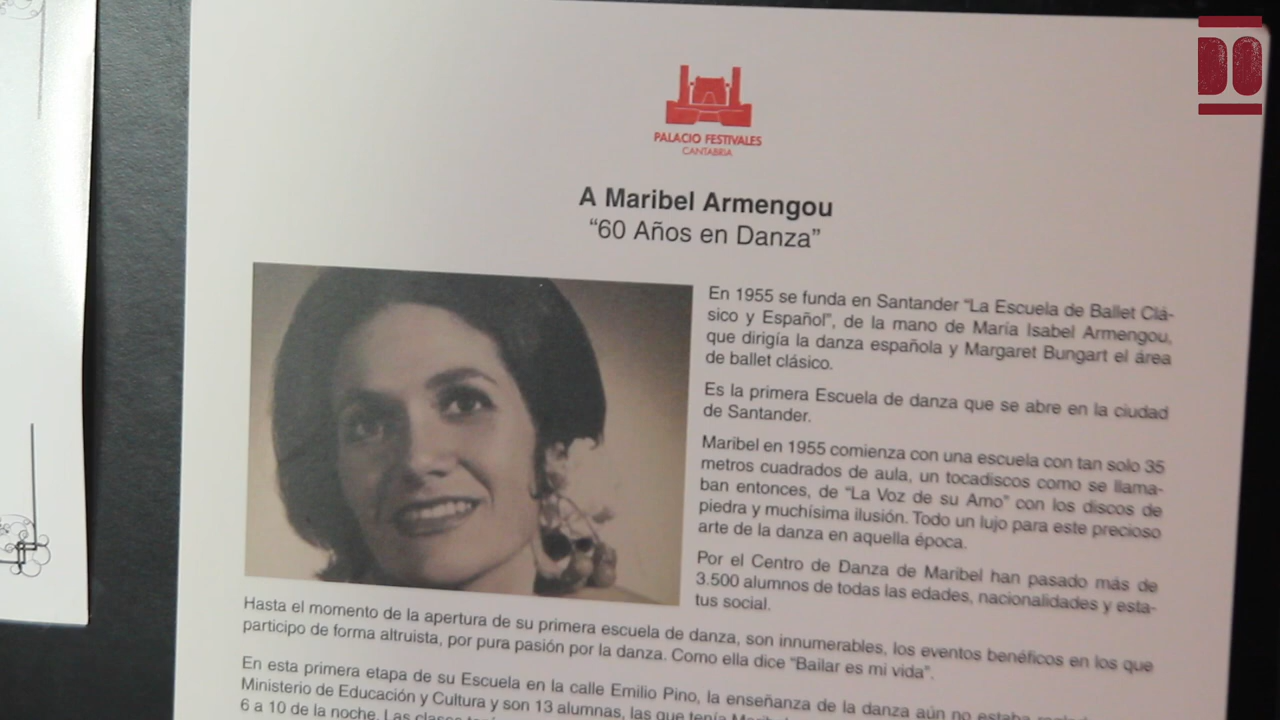 DO
PALACIO FESTIVALES
CANTABRIA
A Maribel Armengou
“60 Años en Danza”
En 1955 se funda en Santander “La Escuela de Ballet Clá-
sico y Español”, de la mano de María Isabel Armengou,
que dirigía la danza española y Margaret Bungart el área
de ballet clásico.
Es la primera Escuela de danza que se abre en la ciudad
de Santander.
Maribel en 1955 comienza con una escuela con tan solo 35
metros cuadrados de aula, un tocadiscos como se llama-
ban entonces, de “La Voz de su Amo” con los discos de
piedra y muchísima ilusión. Todo un lujo para este precioso
arte de la danza en aquella época.
Por el Centro de Danza de Maribel han pasado más de
3.500 alumnos de todas las edades, nacionalidades y esta-
tus social.
Hasta el momento de la apertura de su primera escuela de danza, son innumerables, los eventos benéficos en los que
participo de forma altruista, por pura pasión por la danza. Como ella dice “Bailar es mi vida”.
En esta primera etapa de su Escuela en la calle Emilio Pino, la enseñanza de la danza aún no estaba
Ministerio de Educación y Cultura y son 13 alumnas, las que tenía
6 a 10 de la noche. Las